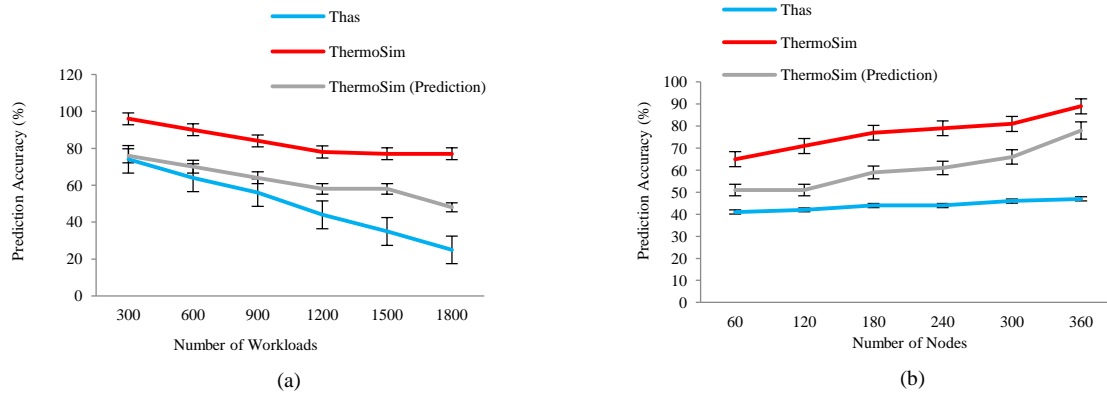 Thas
ThermoSim
ThermoSim (Prediction)
Prediction Accuracy (%)
120
100
80
60
40
20
0
300 600 900 1200 1500 1800
Number of Workloads
(a)
Thas
ThermoSim
ThermoSim (Prediction)
Prediction Accuracy (%)
100
90
80
70
60
50
40
30
20
10
0
60 120 180 240 300 360
Number of Nodes
(b)